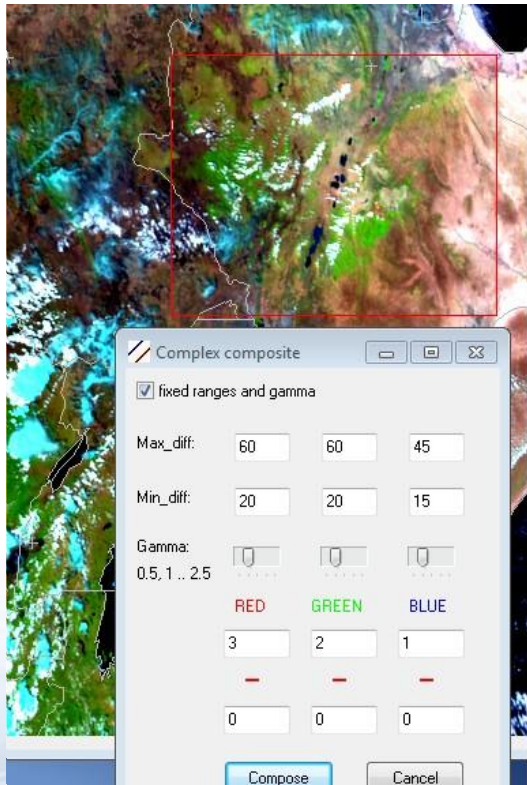 Complex composite
fixed ranges and gamma
Max_diff: 60 60 45
Min_diff: 20 20 15
Gamma:
0.5, 1 .. 2.5
RED GREEN BLUE
3 2 1
0 0 0
Compose Cancel